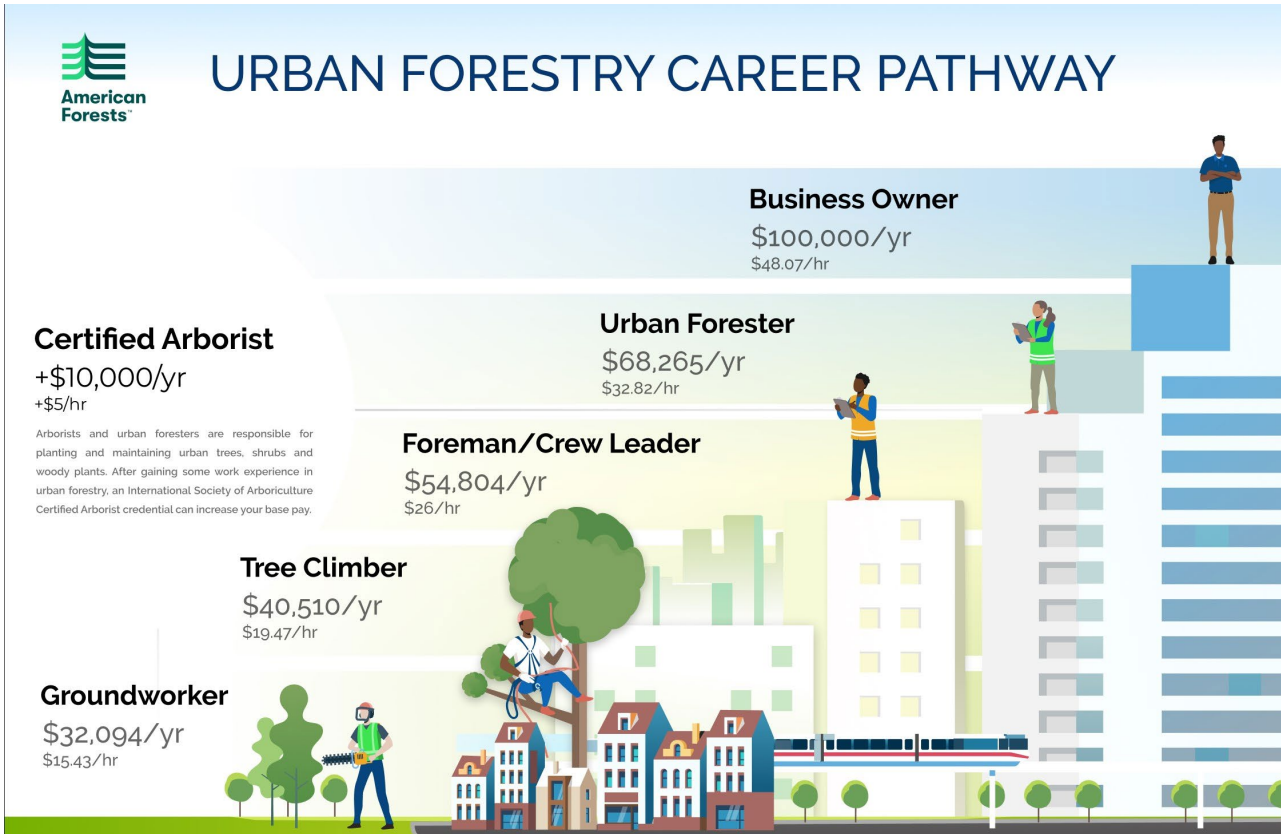 American
Forests™
URBAN FORESTRY CAREER PATHWAY
Business Owner
$100,000/yr
$48.07/hr
Urban Forester
$68,265/yr
$32.82/hr
Certified Arborist
+$10,000/yr
+$5/hr
Arborists and urban foresters are responsible for
planting and maintaining urban trees, shrubs and
woody plants. After gaining some work experience in
urban forestry, an International Society of Arboriculture
Certified Arborist credential can increase your base pay.
Foreman/Crew Leader
$54,804/yr
$26/hr
Tree Climber
$40,510/yr
$19.47/hr
Groundworker
$32,094/yr
$15.43/hr